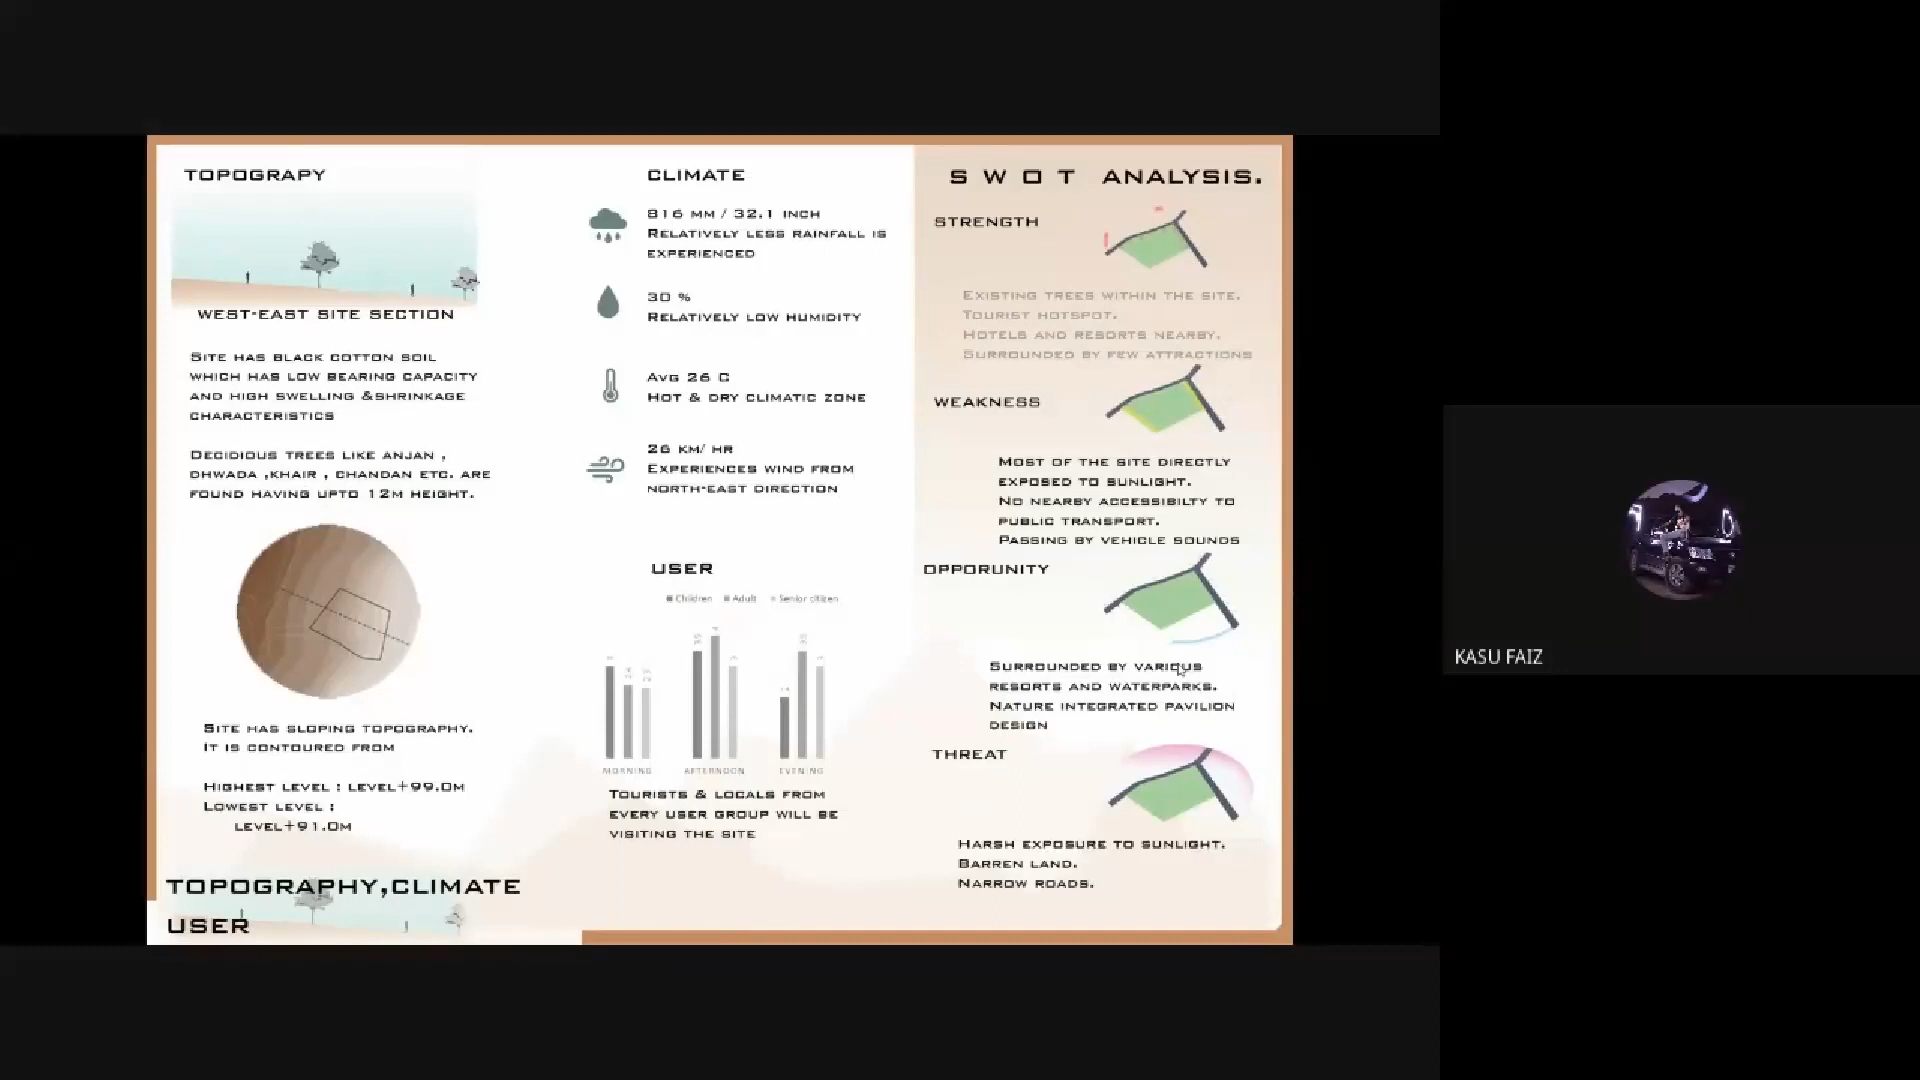 TOPOGRAPY
WEST-EAST SITE SECTION
SITE HAS BLACK COTTON SOIL
WHICH HAS LOW BEARING CAPACITY
AND HIGH SWELLING &SHRINKAGE
CHARACTERISTICS
DECIDIOUS TREES LIKE ANJAN ,
DHWADA ,KHAIR , CHANDAN ETC. ARE
FOUND HAVING UPTO 12M HEIGHT.
SITE HAS SLOPING TOPOGRAPHY.
IT IS CONTOURED FROM
HIGHEST LEVEL : LEVEL+99.0M
LOWEST LEVEL :
LEVEL+91.0M
TOPOGRAPHY,CLIMATE
USER
CLIMATE
816 MM / 32.1 INCH
RELATIVELY LESS RAINFALL IS
EXPERIENCED
30 %
RELATIVELY LOW HUMIDITY
AVG 26 C
HOT & DRY CLIMATIC ZONE
26 KM/ HR
EXPERIENCES WIND FROM
NORTH-EAST DIRECTION
USER
Children Adult Senior citizen
MORNING AFTERNOON EVENING
TOURISTS & LOCALS FROM
EVERY USER GROUP WILL BE
VISITING THE SITE
S W O T ANALYSIS.
STRENGTH
EXISTING TREES WITHIN THE SITE.
TOURIST HOTSPOT.
HOTELS AND RESORTS NEARBY.
SURROUNDED BY FEW ATTRACTIONS
WEAKNESS
MOST OF THE SITE DIRECTLY
EXPOSED TO SUNLIGHT.
NO NEARBY ACCESSIBILTY TO
PUBLIC TRANSPORT.
PASSING BY VEHICLE SOUNDS
OPPORUNITY
SURROUNDED BY VARIOUS
RESORTS AND WATERPARKS.
NATURE INTEGRATED PAVILION
DESIGN
THREAT
HARSH EXPOSURE TO SUNLIGHT.
BARREN LAND.
NARROW ROADS.
KASU FAIZ